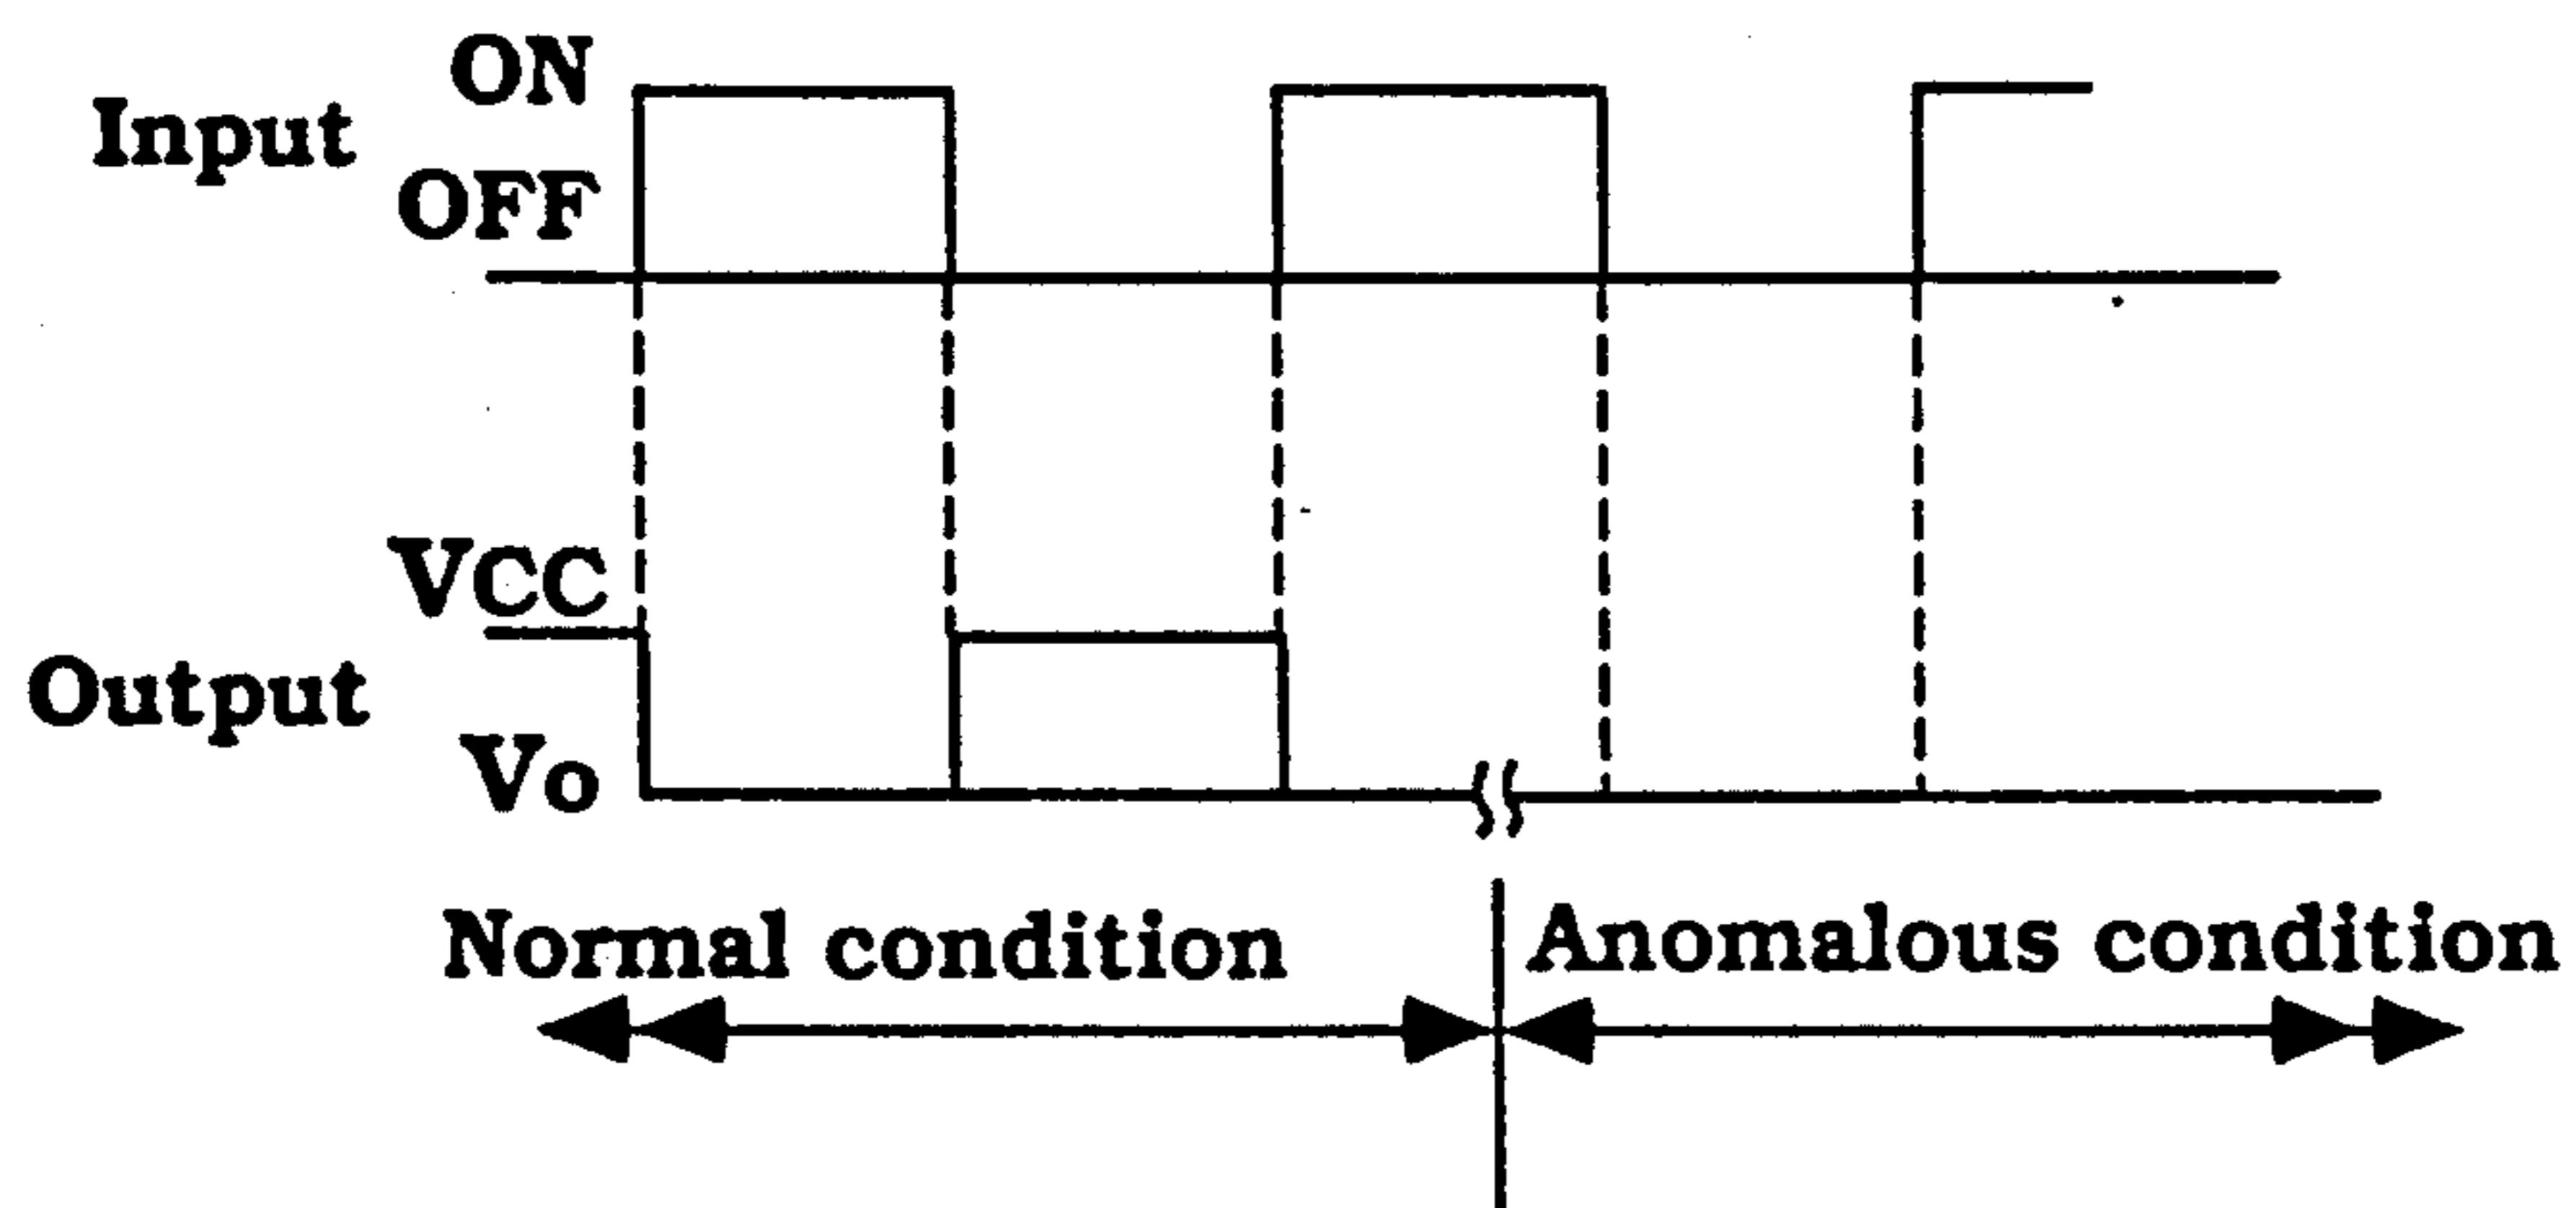 ON
Input
OFF
VCC
Output
Vo
Normal condition
Anomalous condition